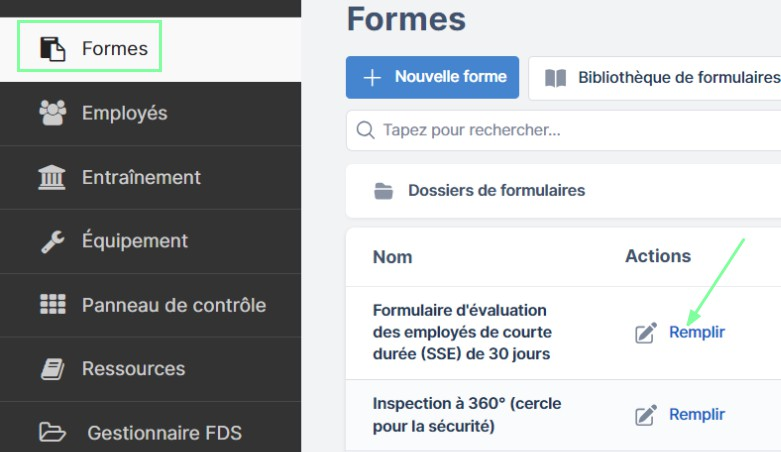 Formes
Employés
Entraînement
Équipement
Panneau de contrôle
Ressources
Gestionnaire FDS
Formes
Nouvelle forme
Bibliothèque de formulaires
Tapez pour rechercher...
Dossiers de formulaires
Nom
Actions
Formulaire d'évaluation
des employés de courte
durée (SSE) de 30 jours
Remplir
Inspection à 360° (cercle
pour la sécurité)
Remplir